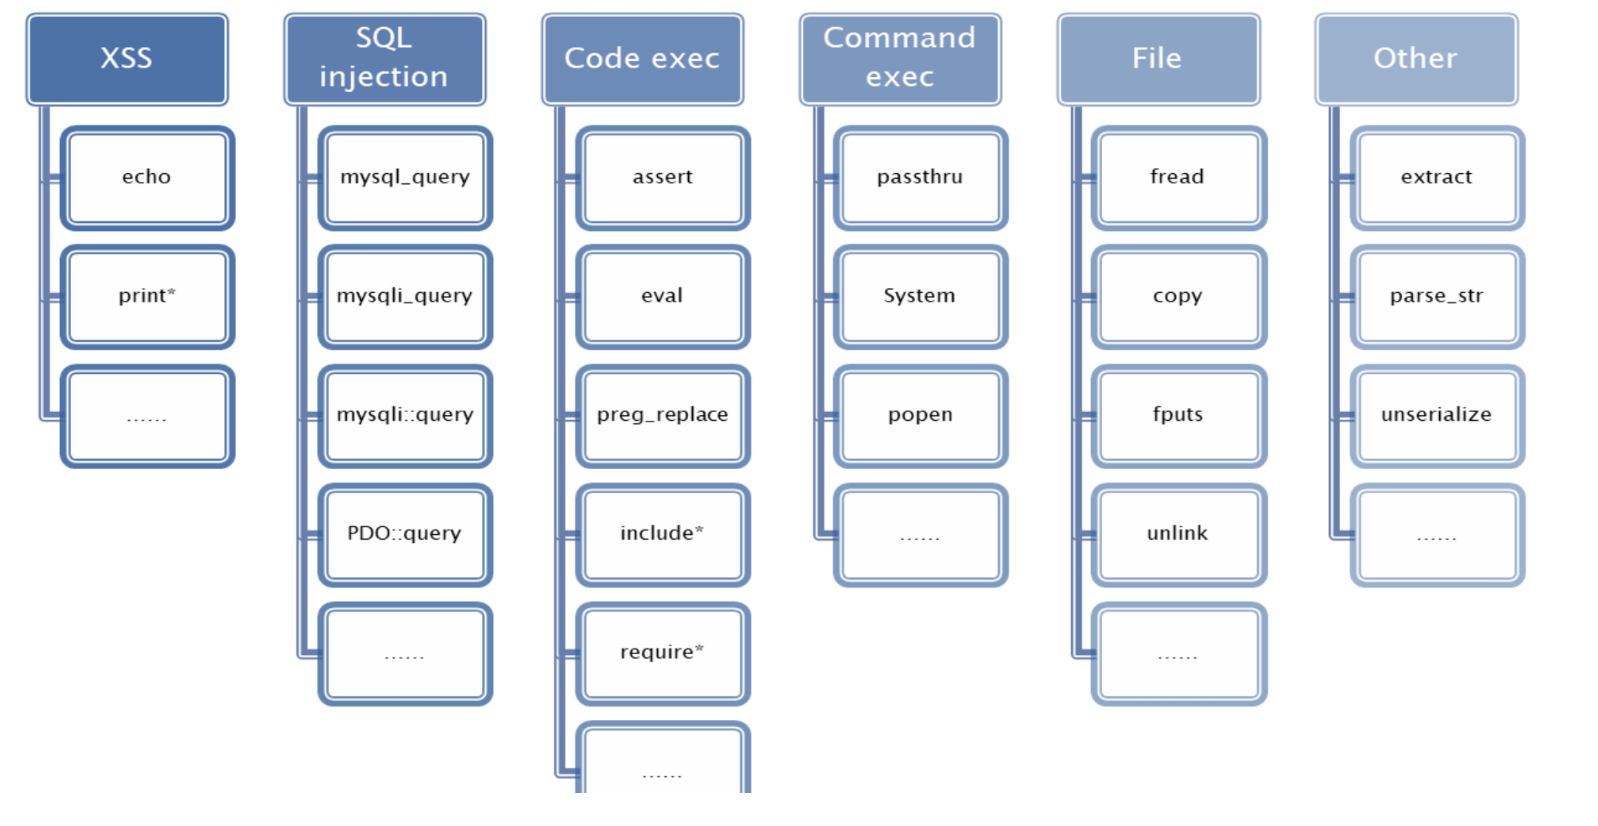 XSS
echo
print*
......
SQL
injection
mysql_query
mysqli_query
mysqli::query
PDO::query
......
Code exec
assert
eval
preg_replace
include*
require*
......
Command
exec
passthru
System
popen
......
File
fread
copy
fputs
unlink
......
Other
extract
parse_str
unserialize
......